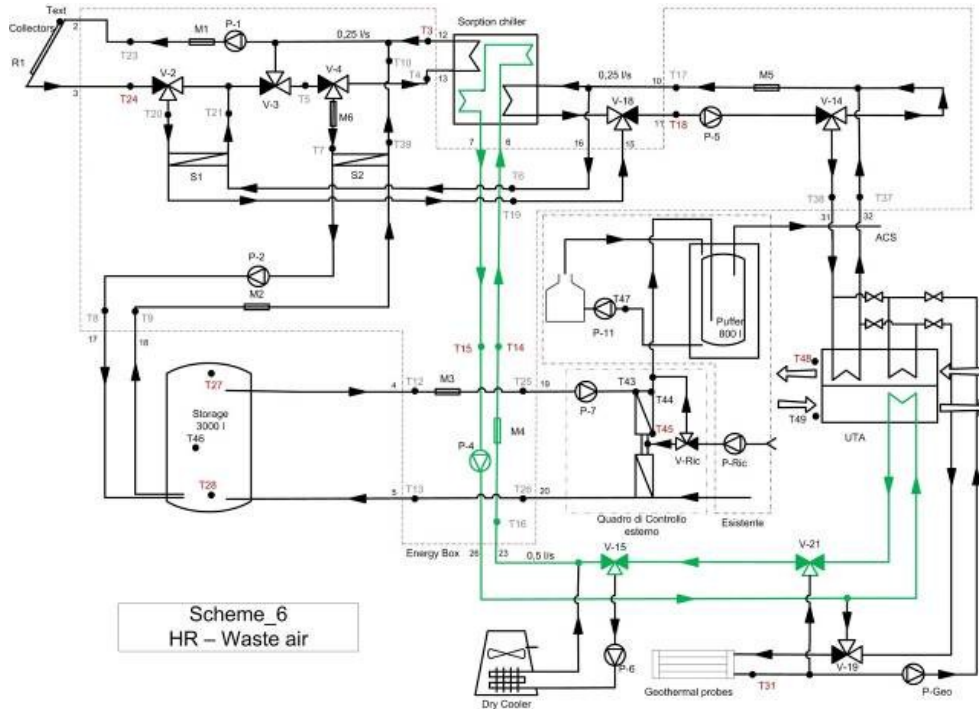 Text
Collectors
2
M1
P-1
0,25 l/s
T3
12
Sorption chiller
T23
R1
T10
T4
13
0,25 l/s
10
T17
M5
V-2
V-4
V-18
V-14
3
T24
V-3
T5
T20
T21
M6
11
T18
P-5
T7
T39
7
6
16
15
S1
S2
T6
T19
T38
T37
31
32
ACS
P-2
M2
T8
T9
17
18
T47
P-11
Puffer
800 l
T15
T14
T48
T27
4
T12
M3
T25
19
T43
T44
P-7
Storage
3000 l
T46
T45
M4
P-4
V-Ric
P-Ric
T49
UTA
T28
5
T13
T26
20
T16
Quadro di Controllo
esterno
Esistente
Energy Box
26
23
0,5 l/s
V-15
V-21
Scheme_6
HR – Waste air
P-6
V-19
T31
P-Geo
Geothermal probes
Dry Cooler